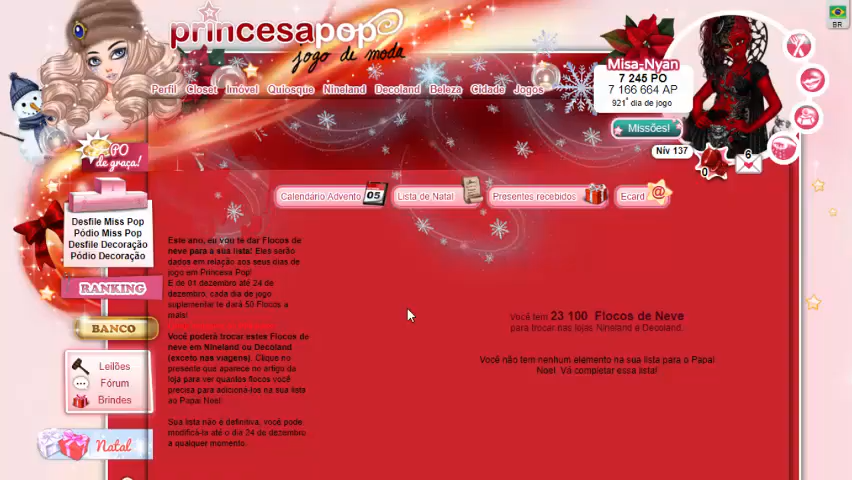 princesapop
jogo de moda
BR
Misa-Nyan
7 245 PO
7 166 664 AP
921° dia de jogo
Missões!
Nív 137
0
6
Perfil Closet Imóvel Quiosque Nineland Decoland Beleza Cidade Jogos
PO
de graça!
Calendário Advento 05 Lista de Natal Presentes recebidos Ecard @
Desfile Miss Pop
Pódio Miss Pop
Desfile Decoração
Pódio Decoração
RANKING
BANCO
Leilões
Fórum
Brindes
Natal
Este ano, eu vou te dar Flocos de
neve para a sua lista! Eles serão
dados em relação aos seus dias de
jogo em Princesa Pop!
E de 01 dezembro até 24 de
dezembro, cada dia de jogo
suplementar te dará 50 Flocos a
mais!
Você poderá trocar estes Flocos de
neve em Nineland ou Decoland
(exceto nas viagens). Clique no
presente que aparece no artigo da
loja para ver quantos flocos você
precisa para adicioná-los na sua lista
ao Papai Noel!
Sua lista não é definitiva, você pode
modificá-la até o dia 24 de dezembro
a qualquer momento.
Você tem 23 100 Flocos de Neve
para trocar nas lojas Nineland e Decoland.
Você não tem nenhum elemento na sua lista para o Papai
Noel. Vá completar essa lista!